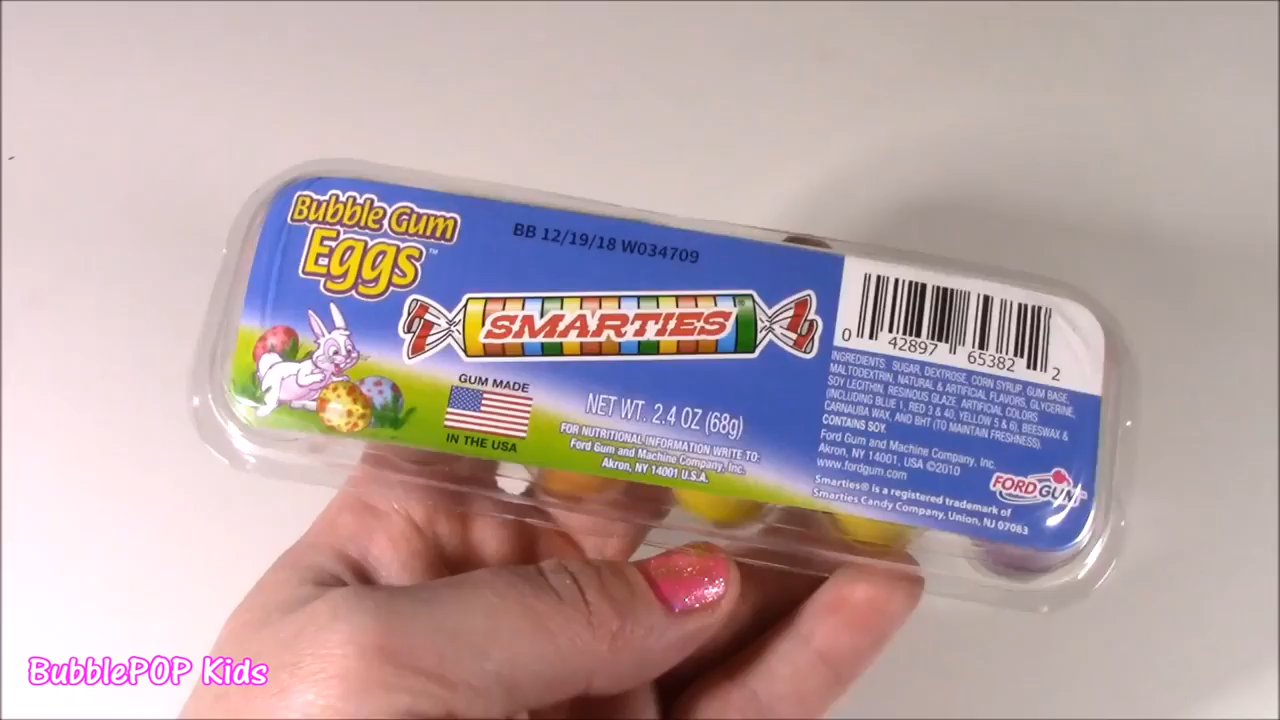 Bubble Gum
Eggs™
BB 12/19/18 W034709
SMARTIES®
GUM MADE
IN THE USA
NET WT. 2.4 OZ (68g)
FOR NUTRITIONAL INFORMATION WRITE TO:
Ford Gum and Machine Company, Inc.
Akron, NY 14001 U.S.A.
0 42897 65382 2
INGREDIENTS: SUGAR, DEXTROSE, CORN SYRUP, GUM BASE,
MALTODEXTRIN, NATURAL & ARTIFICIAL FLAVORS, GLYCERINE,
SOY LECITHIN, RESINOUS GLAZE, ARTIFICIAL COLORS
(INCLUDING BLUE 1, RED 3 & 40, YELLOW 5 & 6), BEESWAX &
CARNAUBA WAX, AND BHT (TO MAINTAIN FRESHNESS).
CONTAINS SOY.
Ford Gum and Machine Company, Inc.
Akron, NY 14001, USA ©2010
www.fordgum.com
FORD GUM
Smarties® is a registered trademark of
Smarties Candy Company, Union, NJ 07083
BubblePOP Kids